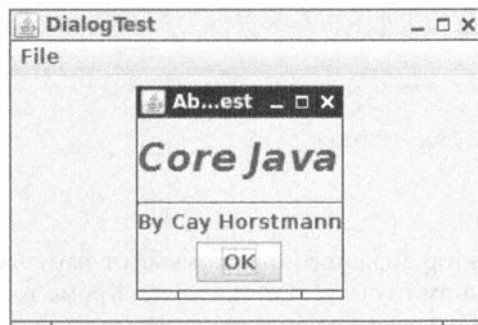 DialogTest
File
Ab...est
Core Java
By Cay Horstmann
OK